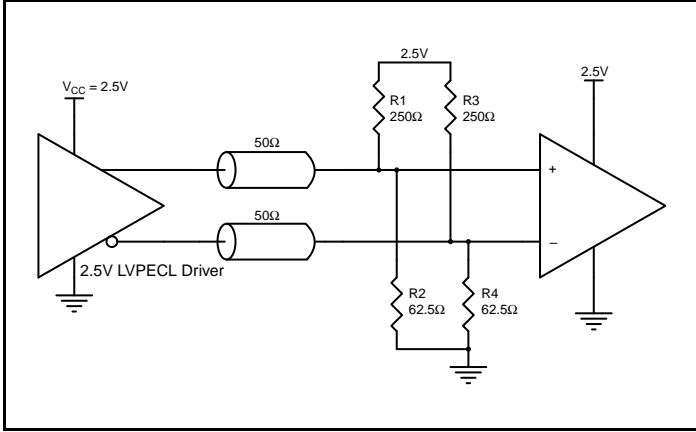 2.5V
V_CC = 2.5V
2.5V
R1
250Ω
R3
250Ω
50Ω
+
50Ω
−
2.5V LVPECL Driver
R2
62.5Ω
R4
62.5Ω